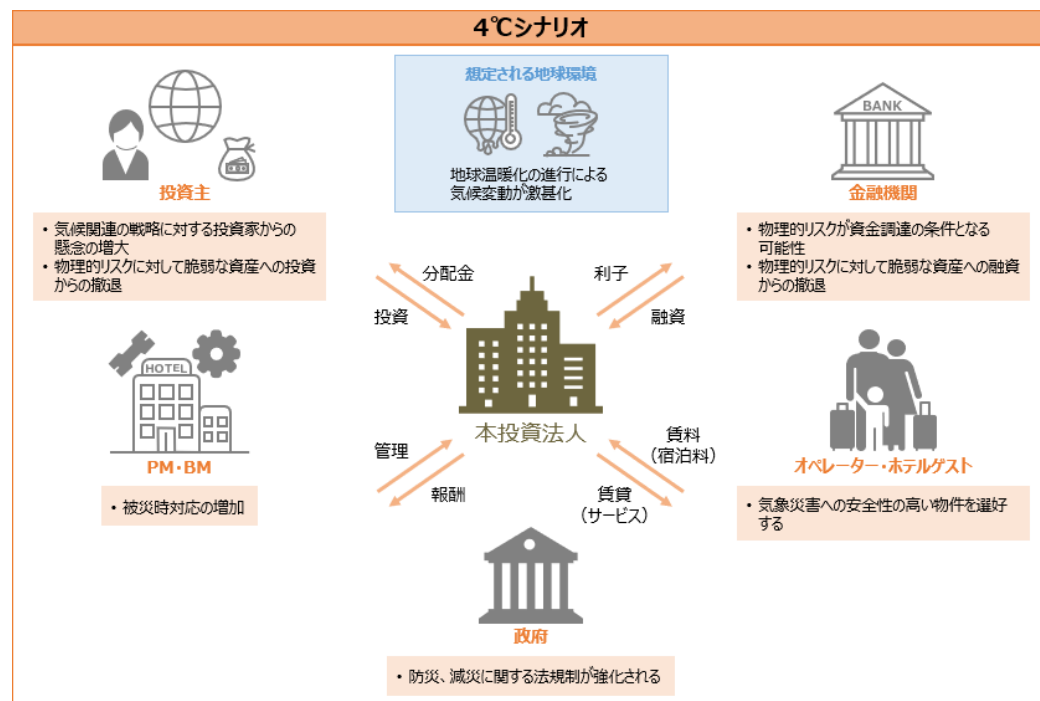 4℃シナリオ
想定される地球環境
地球温暖化の進行による
気候変動が激甚化
投資主
・気候関連の戦略に対する投資家からの
懸念の増大
・物理的リスクに対して脆弱な資産への投資
からの撤退
BANK
金融機関
・物理的リスクが資金調達の条件となる
可能性
・物理的リスクに対して脆弱な資産への融資
からの撤退
分配金
投資
利子
融資
本投資法人
HOTEL
PM・BM
・被災時対応の増加
管理
報酬
賃料
(宿泊料)
賃貸
(サービス)
オペレーター・ホテルゲスト
・気象災害への安全性の高い物件を選好
する
政府
・防災、減災に関する法規制が強化される